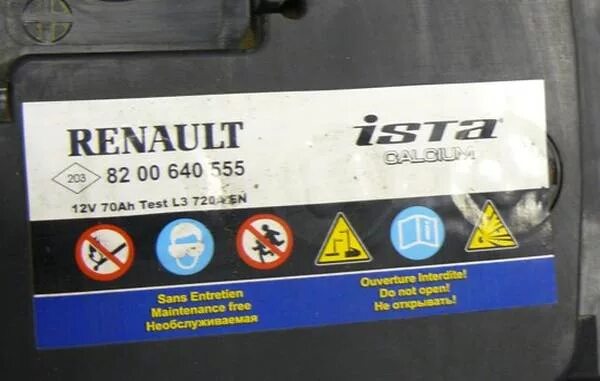 RENAULT
ista
CALCIUM
203 82 00 640 555
12V 70Ah Test L3 720A EN
Sans Entretien
Maintenance free
Необслуживаемая
Ouverture Interdite!
Do not open!
Не открывать!